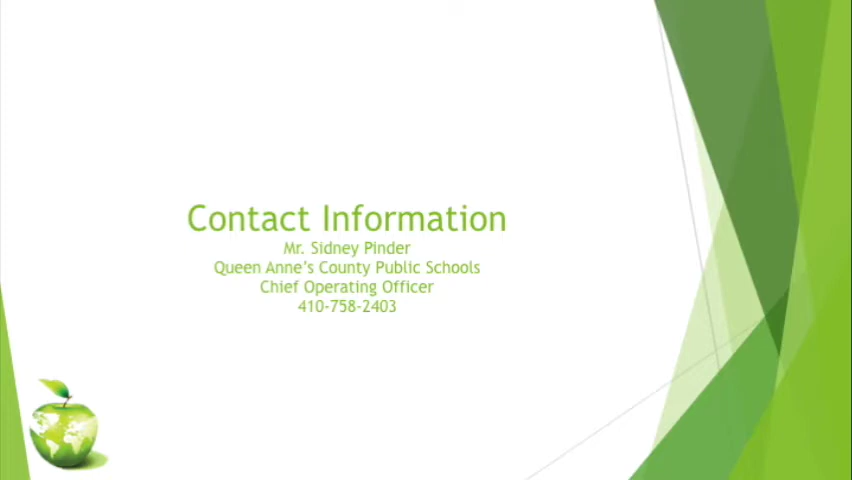 Contact Information
Mr. Sidney Pinder
Queen Anne’s County Public Schools
Chief Operating Officer
410-758-2403